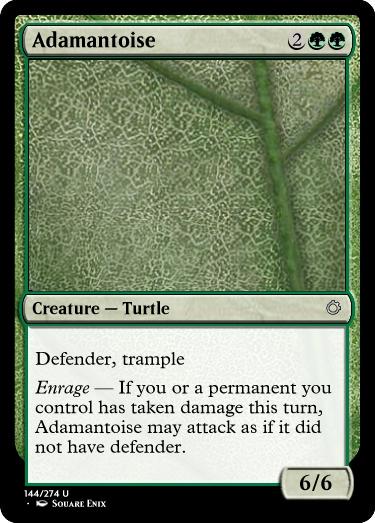 Adamantoise 2
Creature — Turtle
Defender, trample
Enrage — If you or a permanent you
control has taken damage this turn,
Adamantoise may attack as if it did
not have defender.
6/6
144/274 U
· Square Enix